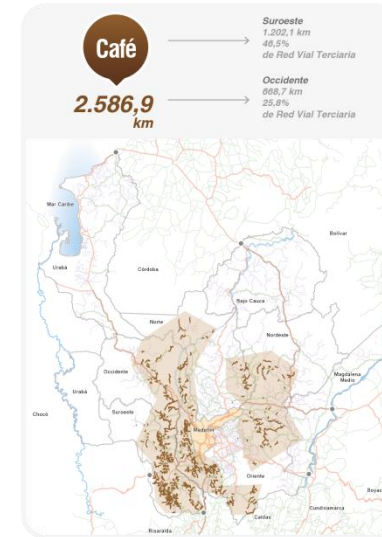 Café
2.586,9
km
Suroeste
1.202,1 km
46,5%
de Red Vial Terciaria
Occidente
668,7 km
25,8%
de Red Vial Terciaria
Mar Caribe
Bolívar
Urabá
Córdoba
Bajo Cauca
Norte
Nordeste
Occidente
Magdalena
Medio
Urabá
Suroeste
Chocó
Medellín
Oriente
Boyacá
Cundinamarca
Caldas
Risaralda